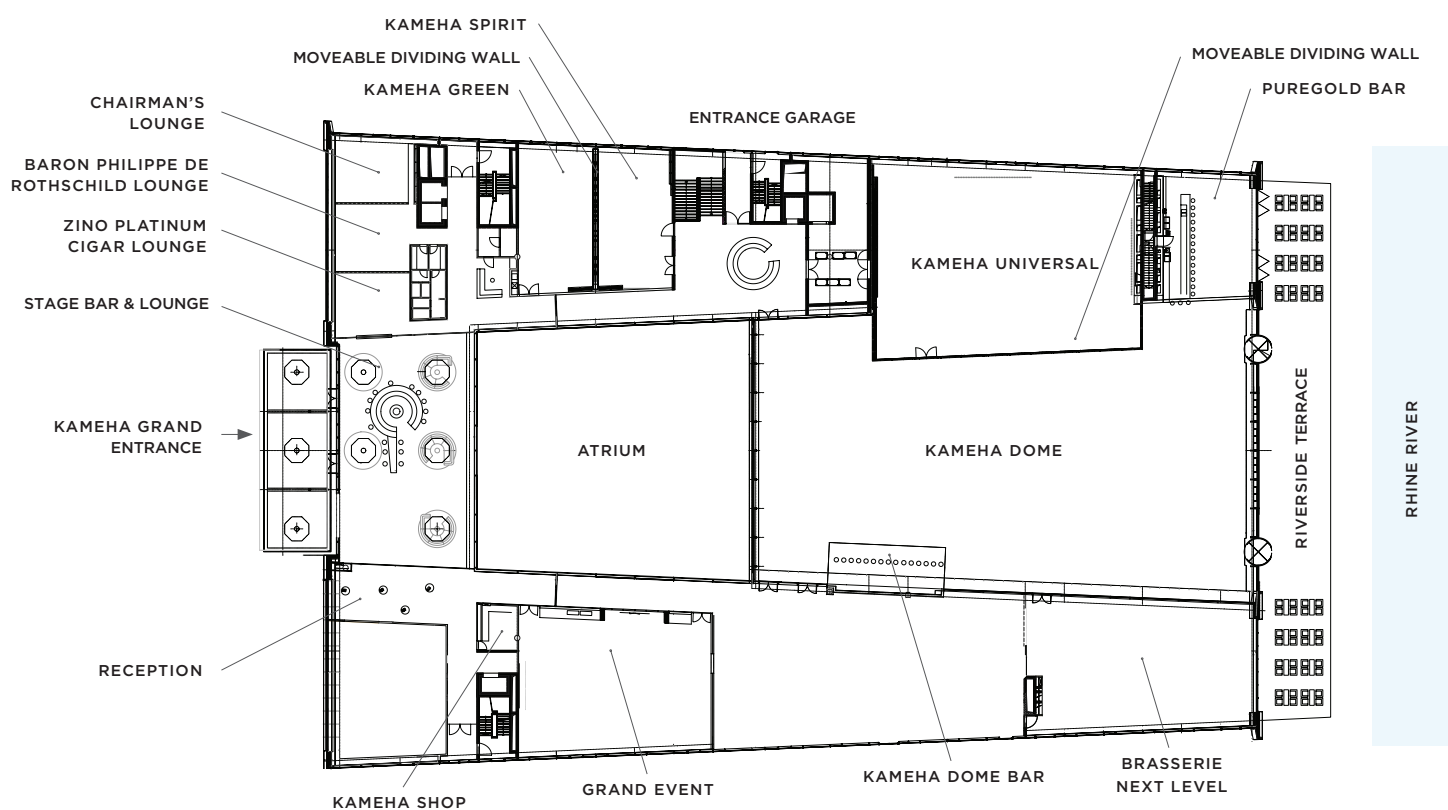 KAMEHA SPIRIT
MOVEABLE DIVIDING WALL
KAMEHA GREEN
MOVEABLE DIVIDING WALL
PUREGOLD BAR
CHAIRMAN'S
LOUNGE
ENTRANCE GARAGE
BARON PHILIPPE DE
ROTHSCHILD LOUNGE
ZINO PLATINUM
CIGAR LOUNGE
KAMEHA UNIVERSAL
STAGE BAR & LOUNGE
KAMEHA GRAND
ENTRANCE
ATRIUM
KAMEHA DOME
RIVERSIDE TERRACE
RHINE RIVER
RECEPTION
KAMEHA SHOP
GRAND EVENT
KAMEHA DOME BAR
BRASSERIE
NEXT LEVEL